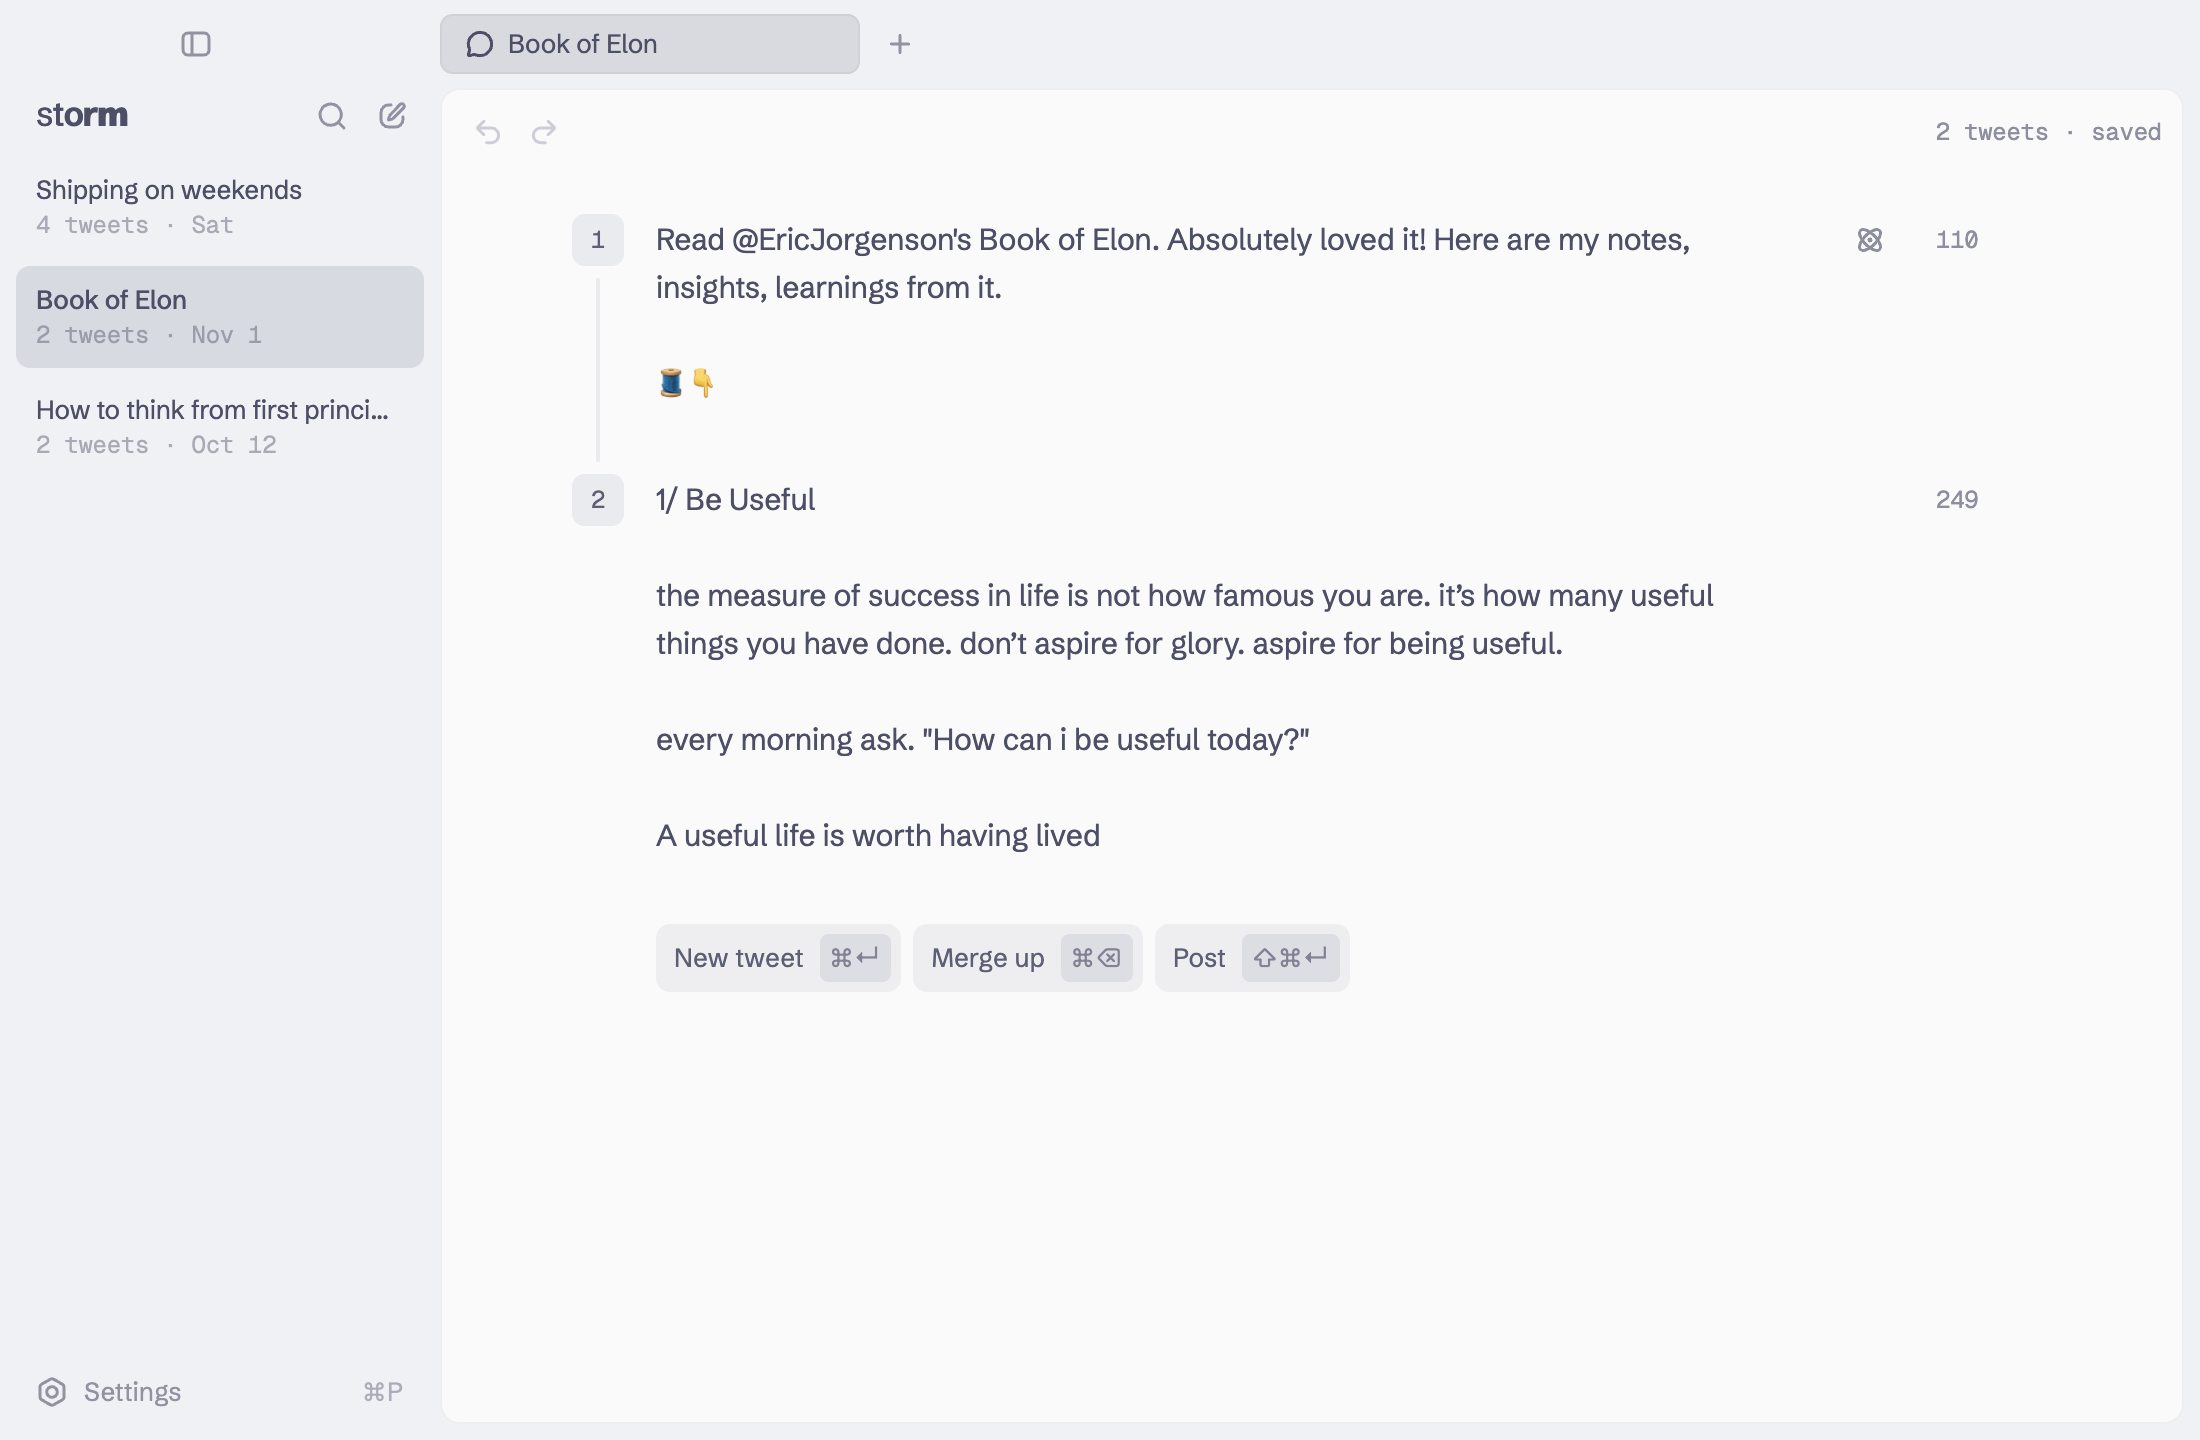 Book of Elon
storm
Shipping on weekends
4 tweets · Sat
Book of Elon
2 tweets · Nov 1
How to think from first princi...
2 tweets · Oct 12
Settings ⌘P
2 tweets · saved
1 Read @EricJorgenson's Book of Elon. Absolutely loved it! Here are my notes, 110
insights, learnings from it.
🧵👇
2 1/ Be Useful 249
the measure of success in life is not how famous you are. it’s how many useful
things you have done. don’t aspire for glory. aspire for being useful.
every morning ask. "How can i be useful today?"
A useful life is worth having lived
New tweet ⌘↵ Merge up ⌘⌫ Post ⇧⌘↵